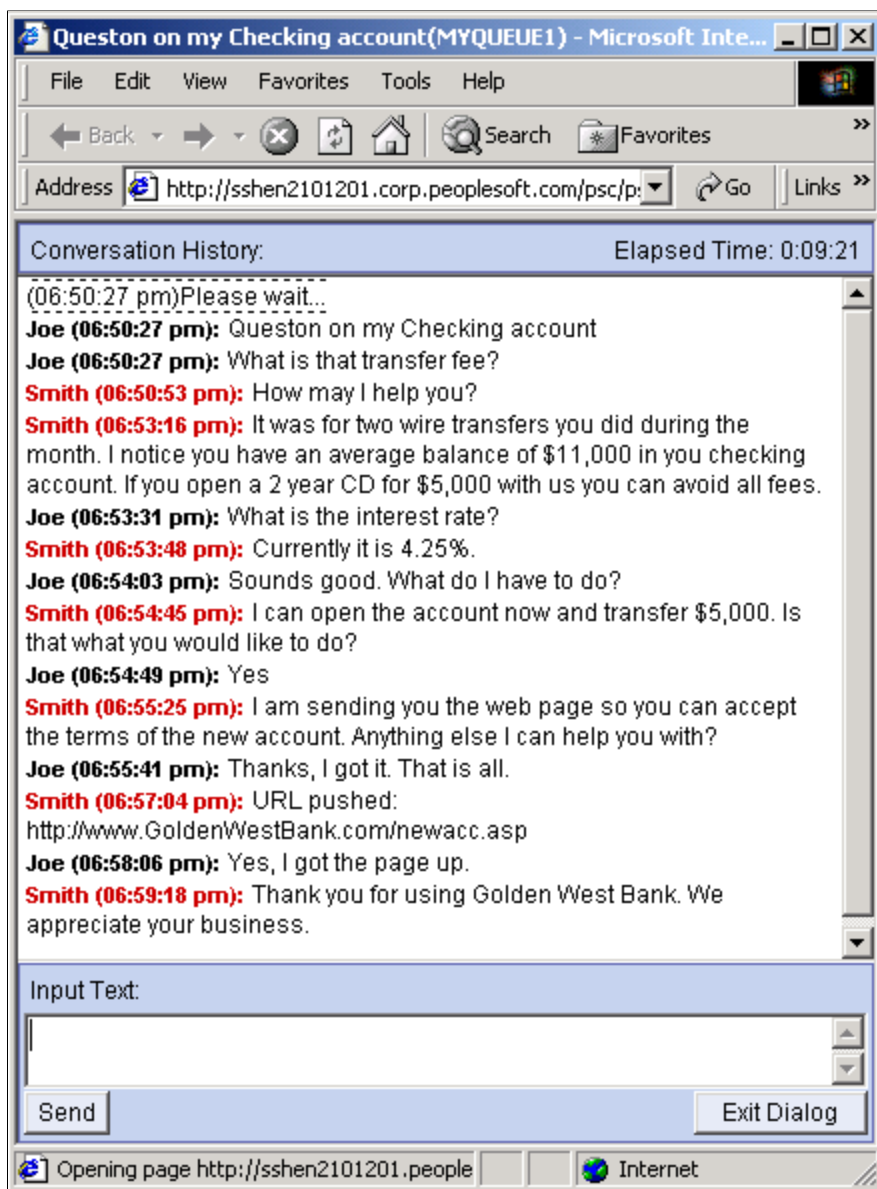 Queston on my Checking account(MYQUEUE1) - Microsoft Inte...
File Edit View Favorites Tools Help
Back Search Favorites »
Address http://sshen2101201.corp.peoplesoft.com/psc/p Go Links »
Conversation History: Elapsed Time: 0:09:21
(06:50:27 pm)Please wait...
Joe (06:50:27 pm): Queston on my Checking account
Joe (06:50:27 pm): What is that transfer fee?
Smith (06:50:53 pm): How may I help you?
Smith (06:53:16 pm): It was for two wire transfers you did during the
month. I notice you have an average balance of $11,000 in you checking
account. If you open a 2 year CD for $5,000 with us you can avoid all fees.
Joe (06:53:31 pm): What is the interest rate?
Smith (06:53:48 pm): Currently it is 4.25%.
Joe (06:54:03 pm): Sounds good. What do I have to do?
Smith (06:54:45 pm): I can open the account now and transfer $5,000. Is
that what you would like to do?
Joe (06:54:49 pm): Yes
Smith (06:55:25 pm): I am sending you the web page so you can accept
the terms of the new account. Anything else I can help you with?
Joe (06:55:41 pm): Thanks, I got it. That is all.
Smith (06:57:04 pm): URL pushed:
http://www.GoldenWestBank.com/newacc.asp
Joe (06:58:06 pm): Yes, I got the page up.
Smith (06:59:18 pm): Thank you for using Golden West Bank. We
appreciate your business.
Input Text:
Send Exit Dialog
Opening page http://sshen2101201.people Internet